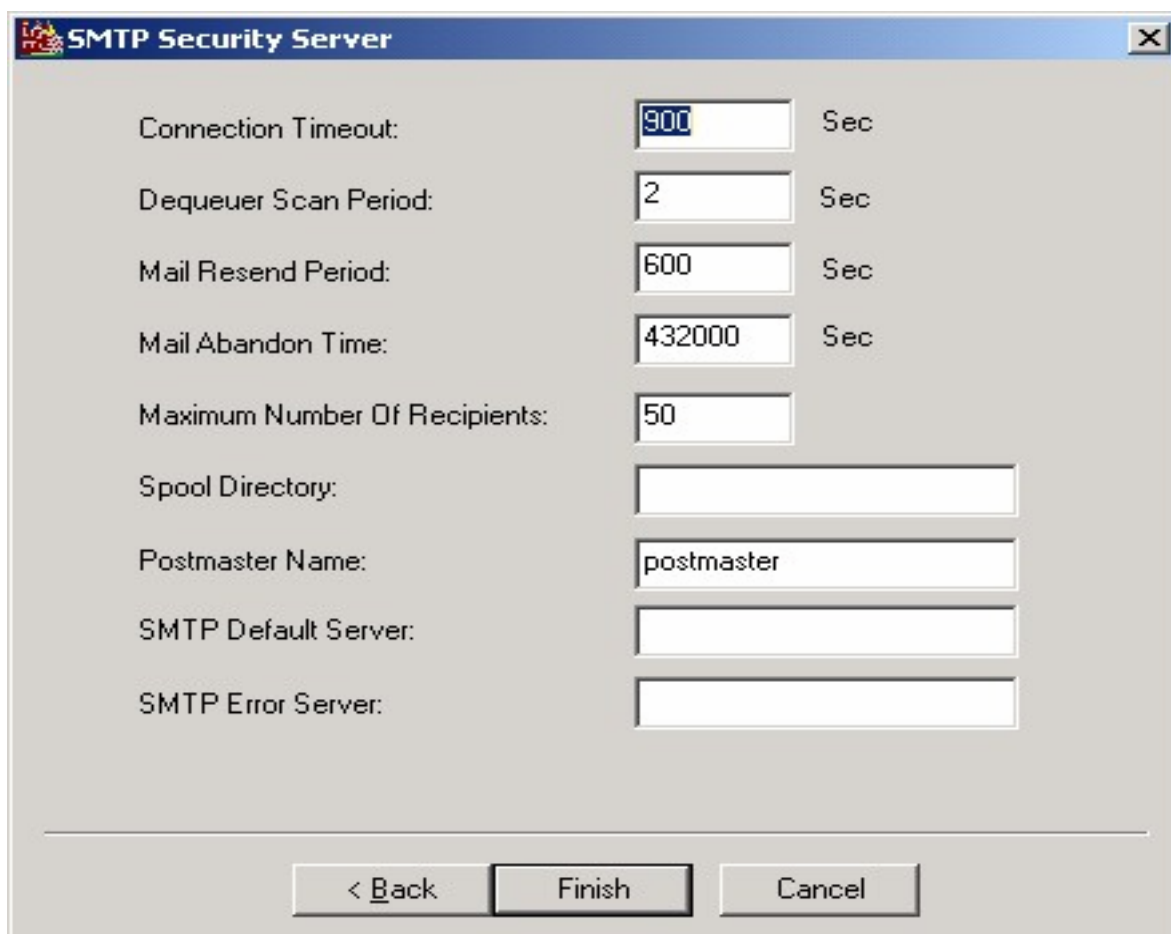 SMTP Security Server
Connection Timeout: 900 Sec
Dequeuer Scan Period: 2 Sec
Mail Resend Period: 600 Sec
Mail Abandon Time: 432000 Sec
Maximum Number Of Recipients: 50
Spool Directory:
Postmaster Name: postmaster
SMTP Default Server:
SMTP Error Server:
< Back Finish Cancel